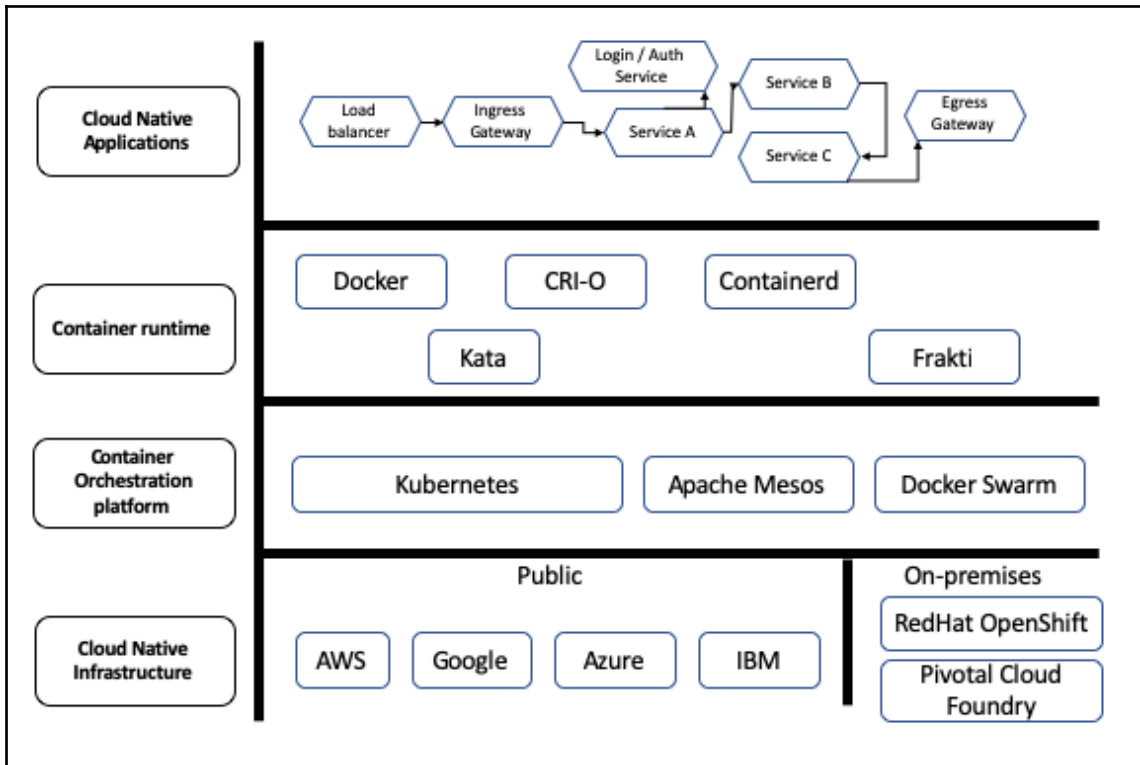 Cloud Native
Applications
Load
balancer
Ingress
Gateway
Login / Auth
Service
Service A
Service B
Service C
Egress
Gateway
Container runtime
Docker
CRI-O
Containerd
Kata
Frakti
Container
Orchestration
platform
Kubernetes
Apache Mesos
Docker Swarm
Cloud Native
Infrastructure
Public
AWS
Google
Azure
IBM
On-premises
RedHat OpenShift
Pivotal Cloud
Foundry